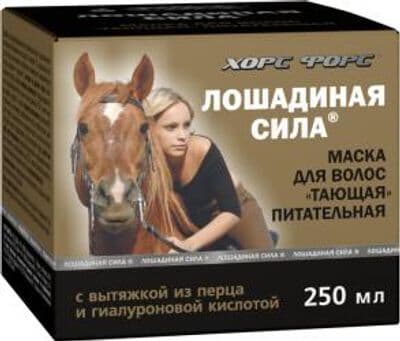 ХОРС ФОРС
ЛОШАДИНАЯ
СИЛА®
МАСКА
ДЛЯ ВОЛОС
"ТАЮЩАЯ"
ПИТАТЕЛЬНАЯ
ЛОШАДИНАЯ СИЛА ® ЛОШАДИНАЯ СИЛА ® ЛОШАДИНАЯ СИЛА ® ЛОШАДИНАЯ
с вытяжкой из перца
и гиалуроновой кислотой
250 мл